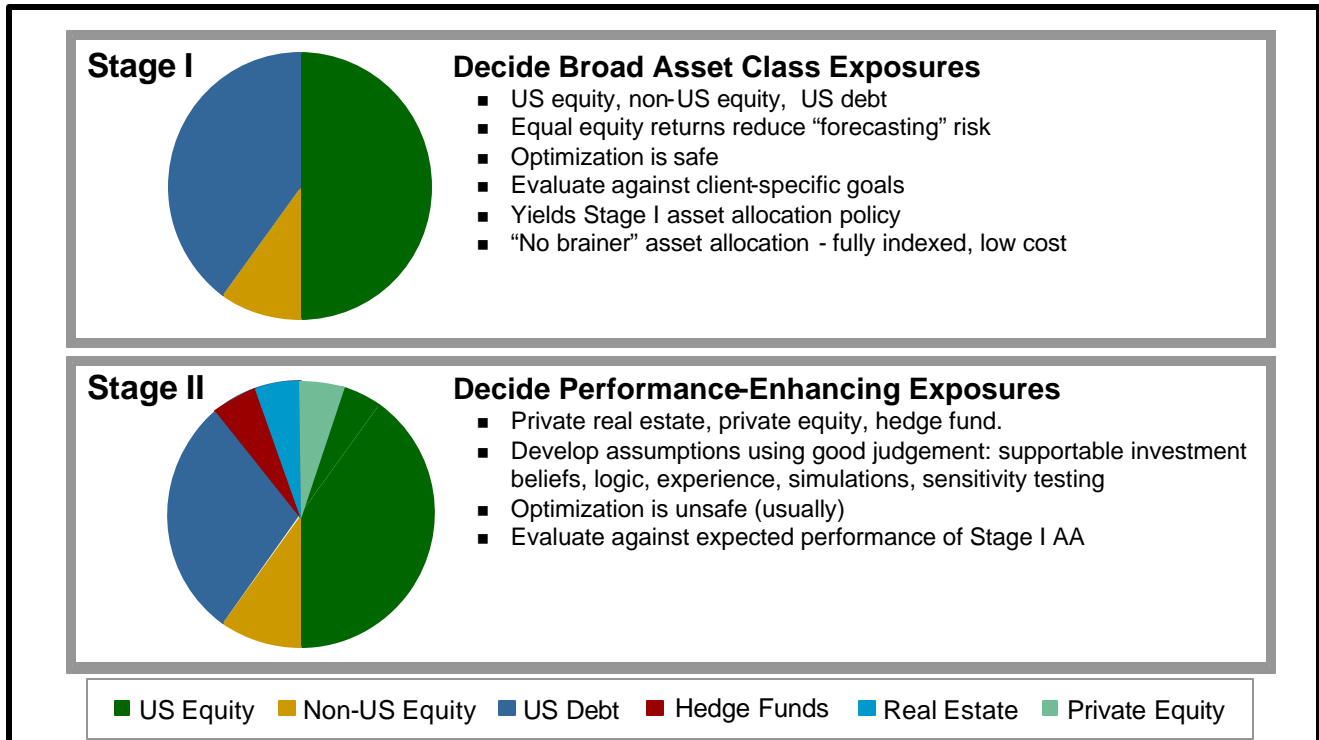 Stage I
Decide Broad Asset Class Exposures
■ US equity, non-US equity, US debt
■ Equal equity returns reduce “forecasting” risk
■ Optimization is safe
■ Evaluate against client-specific goals
■ Yields Stage I asset allocation policy
■ “No brainer” asset allocation - fully indexed, low cost
Stage II
Decide Performance-Enhancing Exposures
■ Private real estate, private equity, hedge fund.
■ Develop assumptions using good judgement: supportable investment
beliefs, logic, experience, simulations, sensitivity testing
■ Optimization is unsafe (usually)
■ Evaluate against expected performance of Stage I AA
US Equity Non-US Equity US Debt Hedge Funds Real Estate Private Equity